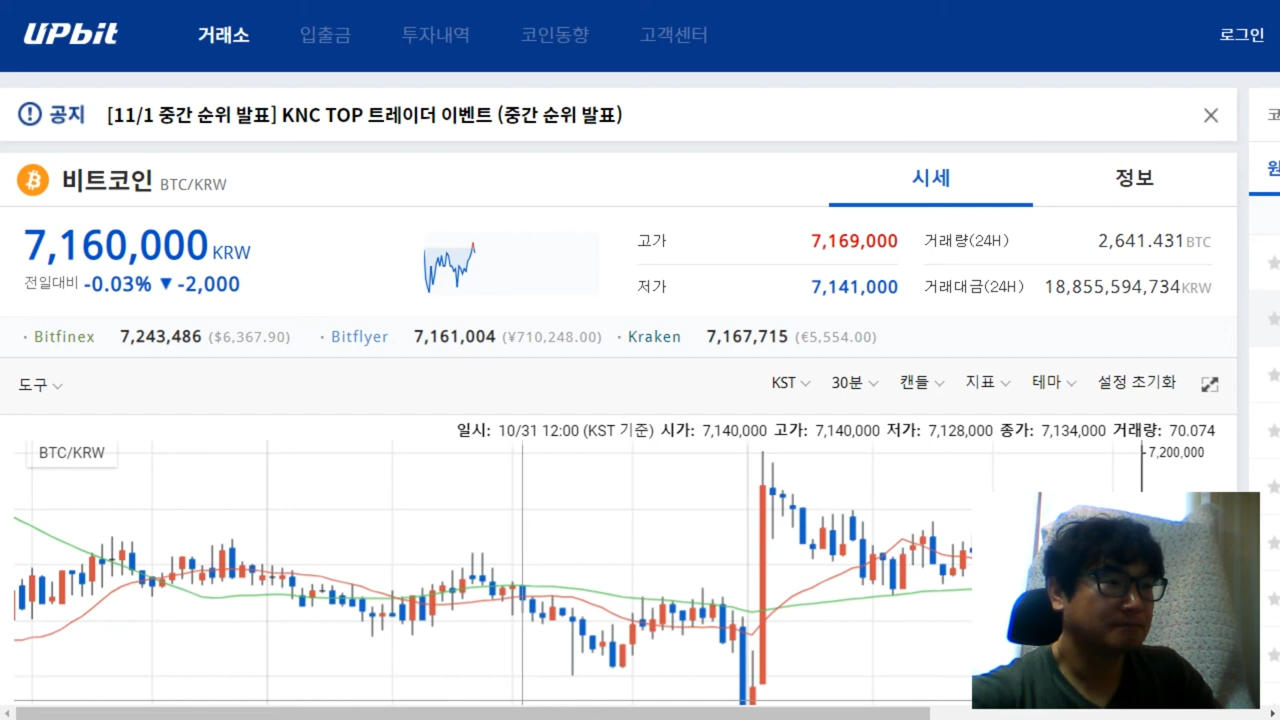 UPbit 거래소 입출금 투자내역 코인동향 고객센터 로그인
공지 [11/1 중간 순위 발표] KNC TOP 트레이더 이벤트 (중간 순위 발표)
비트코인 BTC/KRW 시세 정보
7,160,000 KRW
전일대비 -0.03% ▼ -2,000
고가 7,169,000 거래량(24H) 2,641.431 BTC
저가 7,141,000 거래대금(24H) 18,855,594,734 KRW
· Bitfinex 7,243,486 ($6,367.90) · Bitflyer 7,161,004 (¥710,248.00) · Kraken 7,167,715 (€5,554.00)
도구 KST 30분 캔들 지표 테마 설정 초기화
일시: 10/31 12:00 (KST 기준) 시가: 7,140,000 고가: 7,140,000 저가: 7,128,000 종가: 7,134,000 거래량: 70.074
BTC/KRW 7,200,000